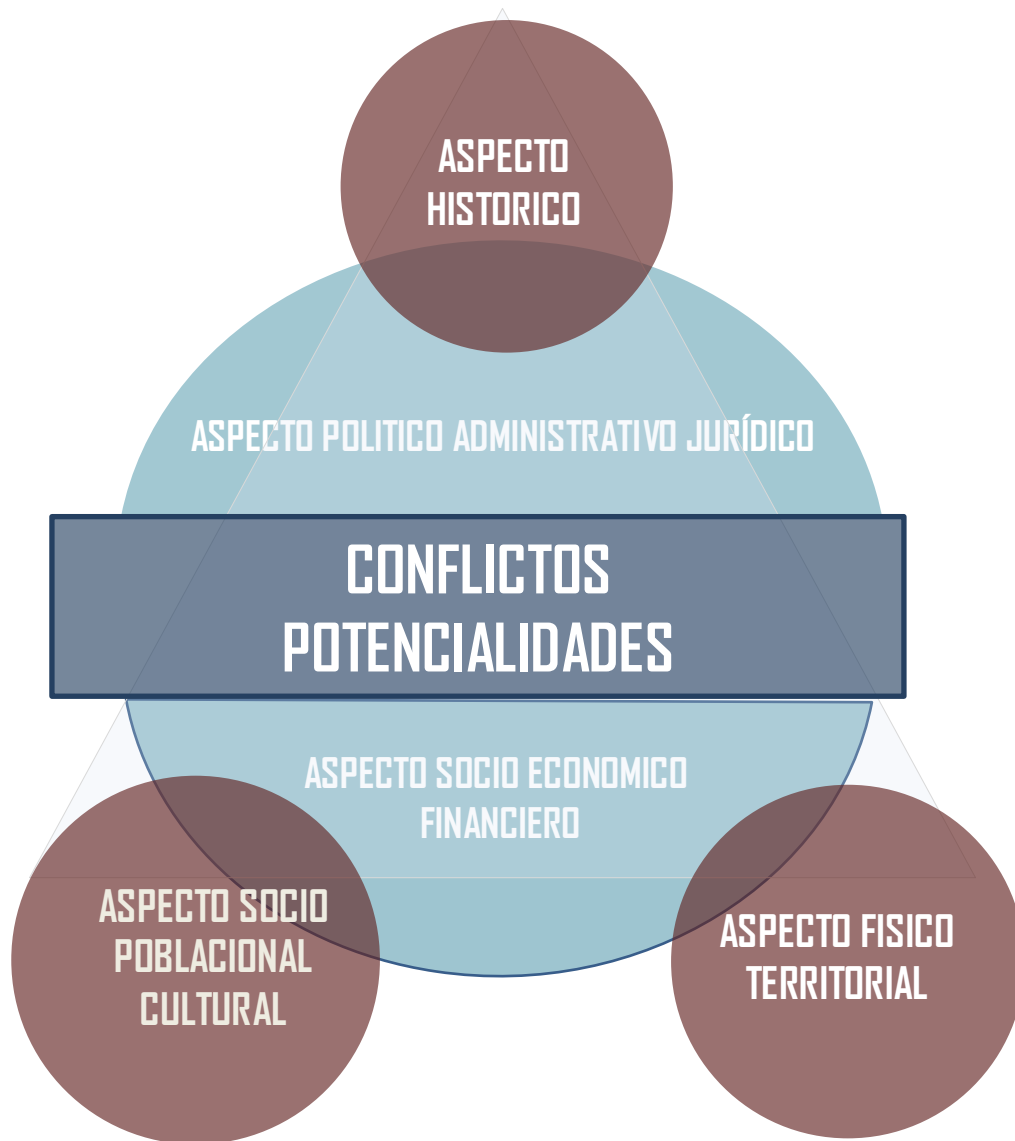 ASPECTO
HISTORICO
ASPECTO POLITICO ADMINISTRATIVO JURÍDICO
CONFLICTOS
POTENCIALIDADES
ASPECTO SOCIO ECONOMICO
FINANCIERO
ASPECTO SOCIO
POBLACIONAL
CULTURAL
ASPECTO FISICO
TERRITORIAL